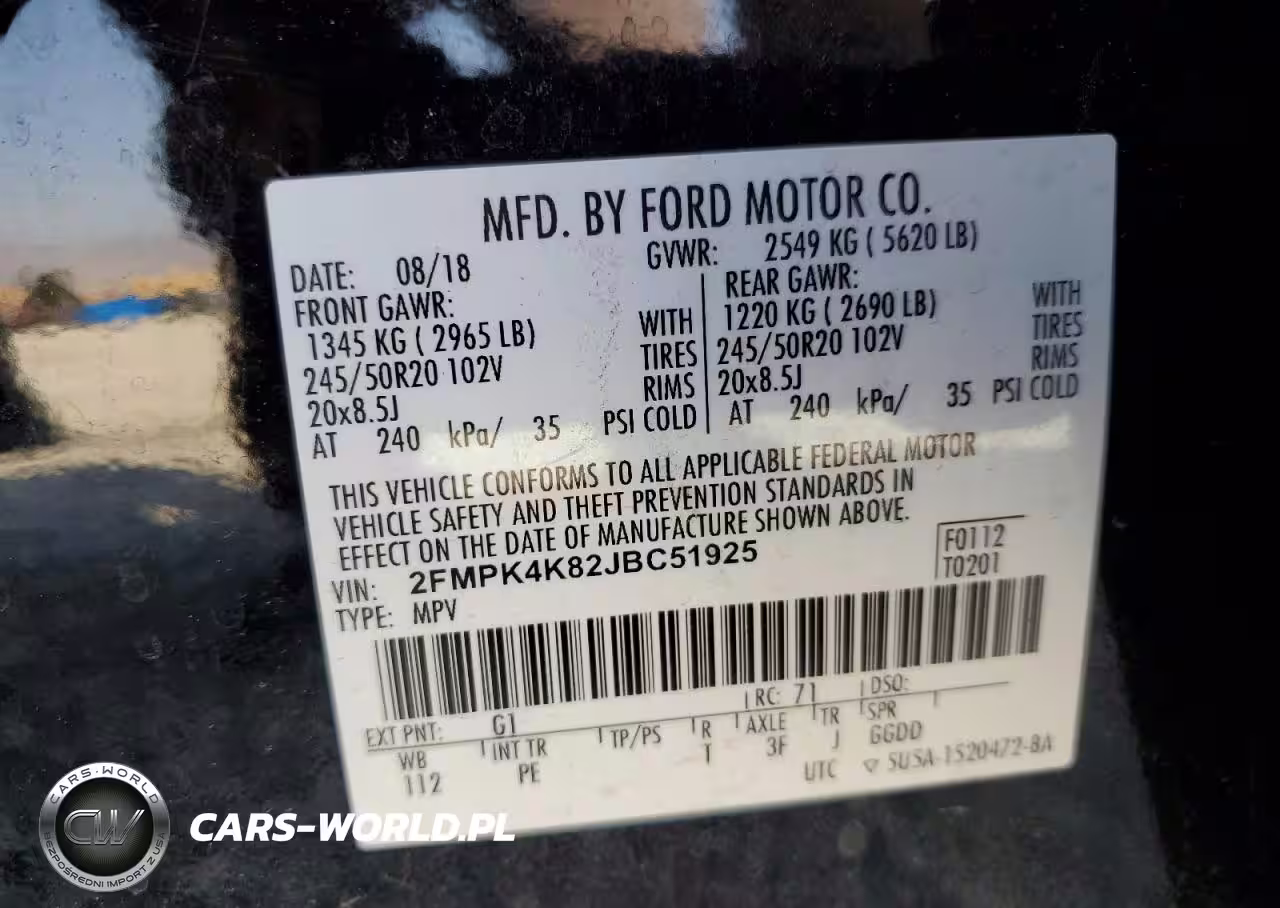 MFD. BY FORD MOTOR CO.
DATE: 08/18
GVWR: 2549 KG ( 5620 LB)
FRONT GAWR:
1345 KG ( 2965 LB) WITH
245/50R20 102V TIRES
20x8.5J RIMS
AT 240 kPa/ 35 PSI COLD
REAR GAWR:
1220 KG ( 2690 LB) WITH
245/50R20 102V TIRES
20x8.5J RIMS
AT 240 kPa/ 35 PSI COLD
THIS VEHICLE CONFORMS TO ALL APPLICABLE FEDERAL MOTOR
VEHICLE SAFETY AND THEFT PREVENTION STANDARDS IN
EFFECT ON THE DATE OF MANUFACTURE SHOWN ABOVE.
VIN: 2FMPK4K82JBC51925
TYPE: MPV
F0112
T0201
EXT PNT: G1 RC: 71 DSO:
WB INT TR TP/PS R AXLE TR SPR
112 PE T 3F J GGDD
UTC ▽ 5USA-1520472-BA
CARS-WORLD
CW
BEZPOŚREDNI IMPORT Z USA
CARS-WORLD.PL